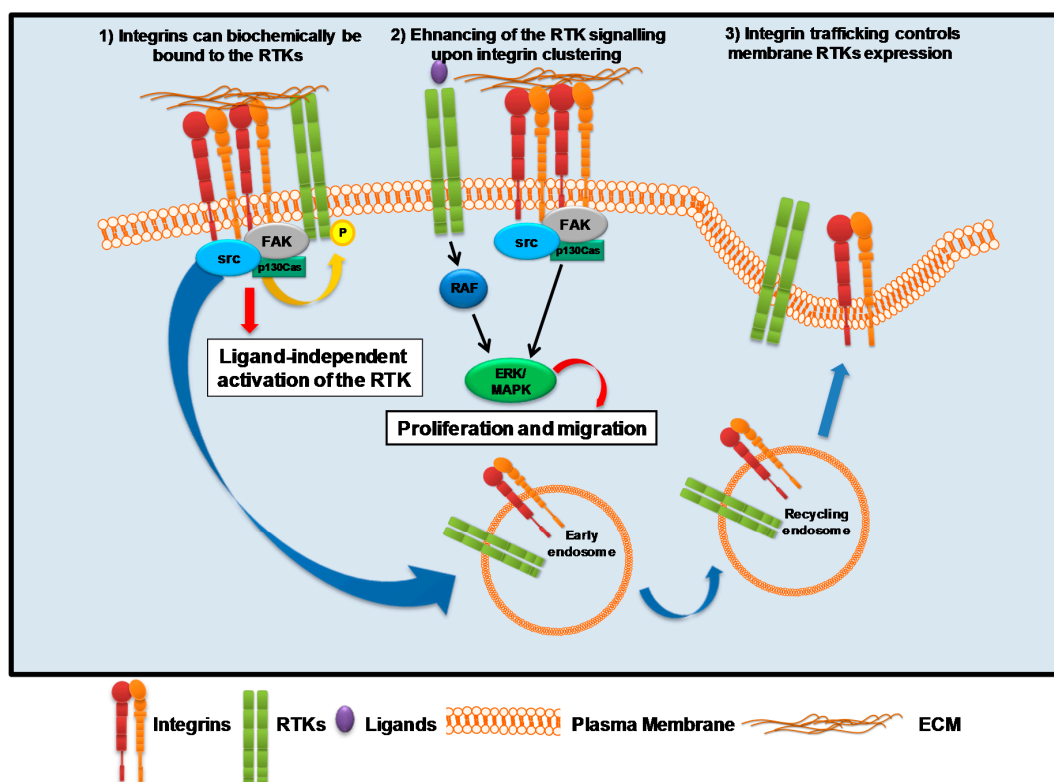 1) Integrins can biochemically be
bound to the RTKs
2) Ehnancing of the RTK signalling
upon integrin clustering
3) Integrin trafficking controls
membrane RTKs expression
FAK
P
src
p130Cas
Ligand-independent
activation of the RTK
FAK
src
p130Cas
RAF
ERK/
MAPK
Proliferation and migration
Early
endosome
Recycling
endosome
Integrins
RTKs
Ligands
Plasma Membrane
ECM